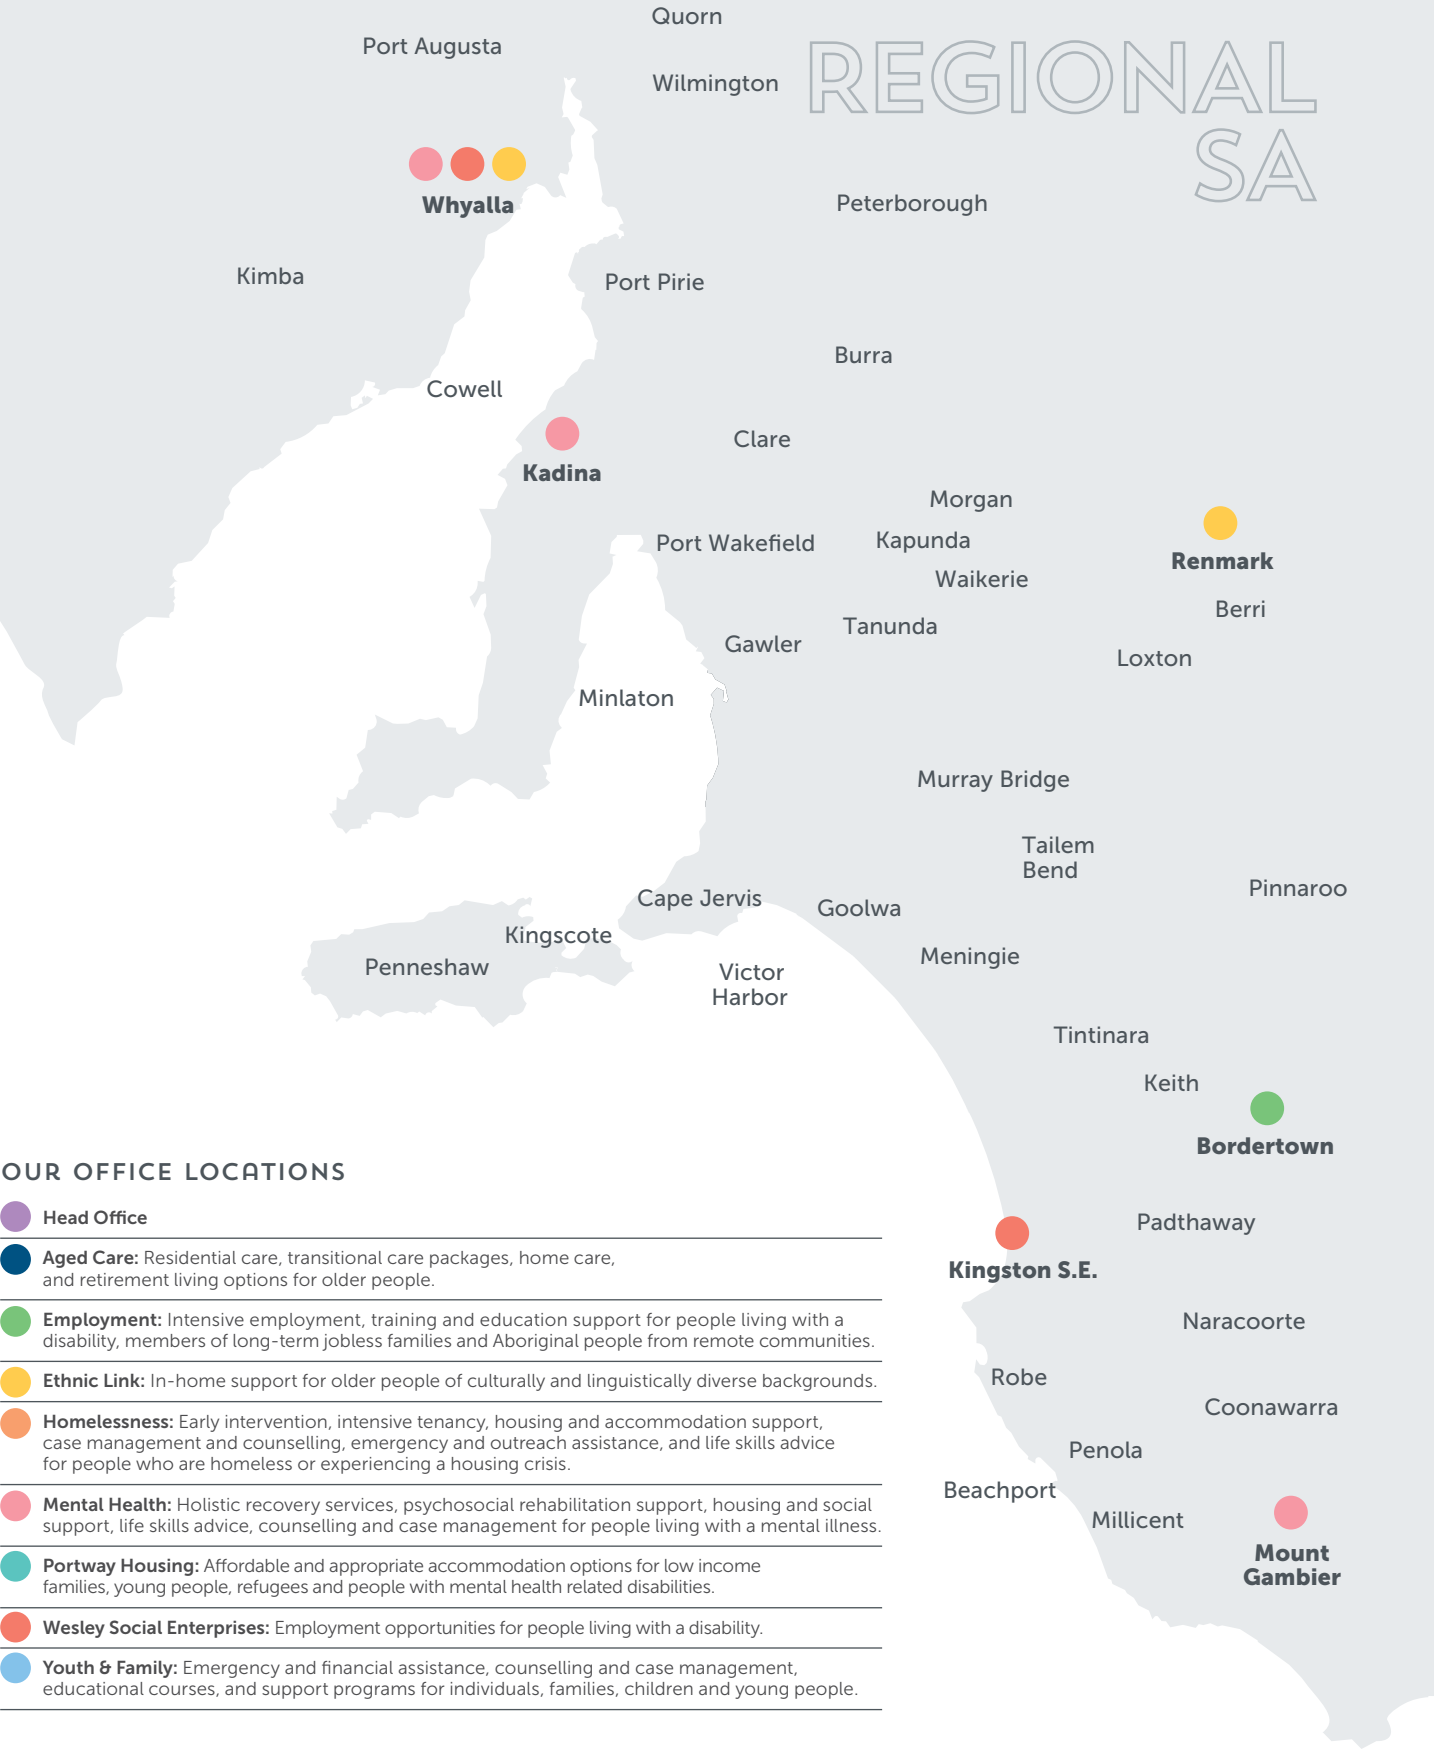 Quorn
Port Augusta
REGIONAL
SA
Wilmington
Whyalla
Peterborough
Kimba
Port Pirie
Burra
Cowell
Clare
Kadina
Morgan
Port Wakefield
Kapunda
Renmark
Waikerie
Berri
Tanunda
Gawler
Loxton
Minlaton
Murray Bridge
Tailem
Bend
Pinnaroo
Cape Jervis
Goolwa
Kingscote
Meningie
Penneshaw
Victor
Harbor
Tintinara
Keith
Bordertown
Padthaway
Kingston S.E.
Naracoorte
Robe
Coonawarra
Penola
Beachport
Millicent
Mount
Gambier
OUR OFFICE LOCATIONS
Head Office
Aged Care: Residential care, transitional care packages, home care,
and retirement living options for older people.
Employment: Intensive employment, training and education support for people living with a
disability, members of long-term jobless families and Aboriginal people from remote communities.
Ethnic Link: In-home support for older people of culturally and linguistically diverse backgrounds.
Homelessness: Early intervention, intensive tenancy, housing and accommodation support,
case management and counselling, emergency and outreach assistance, and life skills advice
for people who are homeless or experiencing a housing crisis.
Mental Health: Holistic recovery services, psychosocial rehabilitation support, housing and social
support, life skills advice, counselling and case management for people living with a mental illness.
Portway Housing: Affordable and appropriate accommodation options for low income
families, young people, refugees and people with mental health related disabilities.
Wesley Social Enterprises: Employment opportunities for people living with a disability.
Youth & Family: Emergency and financial assistance, counselling and case management,
educational courses, and support programs for individuals, families, children and young people.